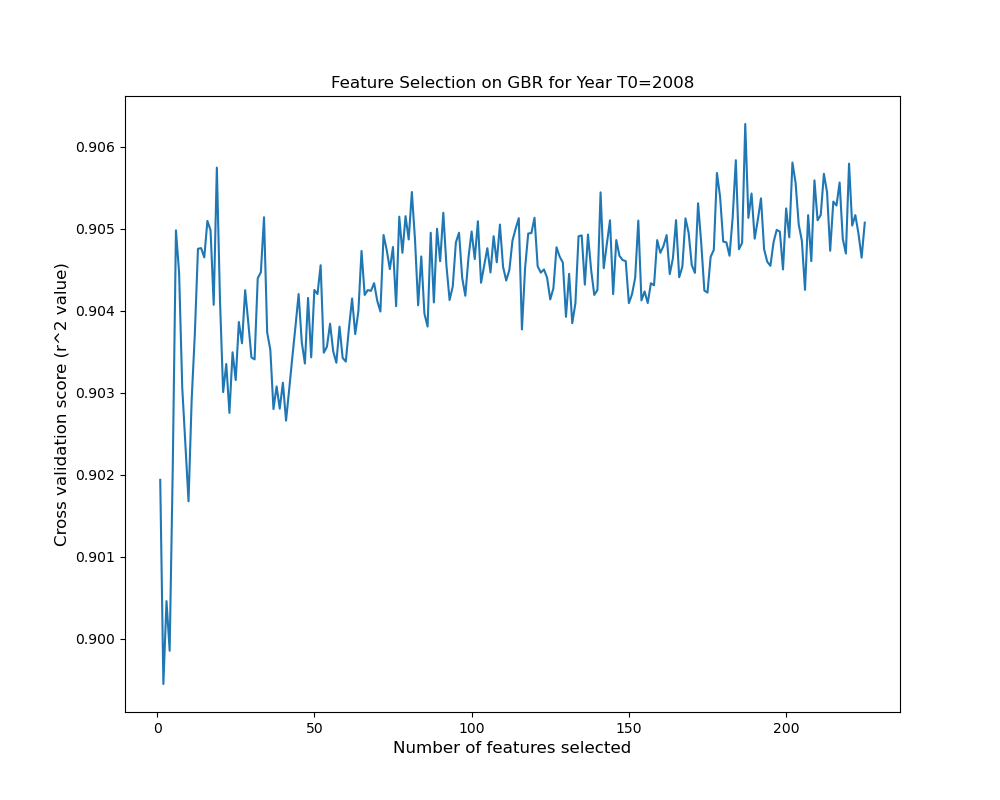 Feature Selection on GBR for Year T0=2008
0.906
0.905
0.904
0.903
0.902
0.901
0.900
Cross validation score (r^2 value)
0 50 100 150 200
Number of features selected